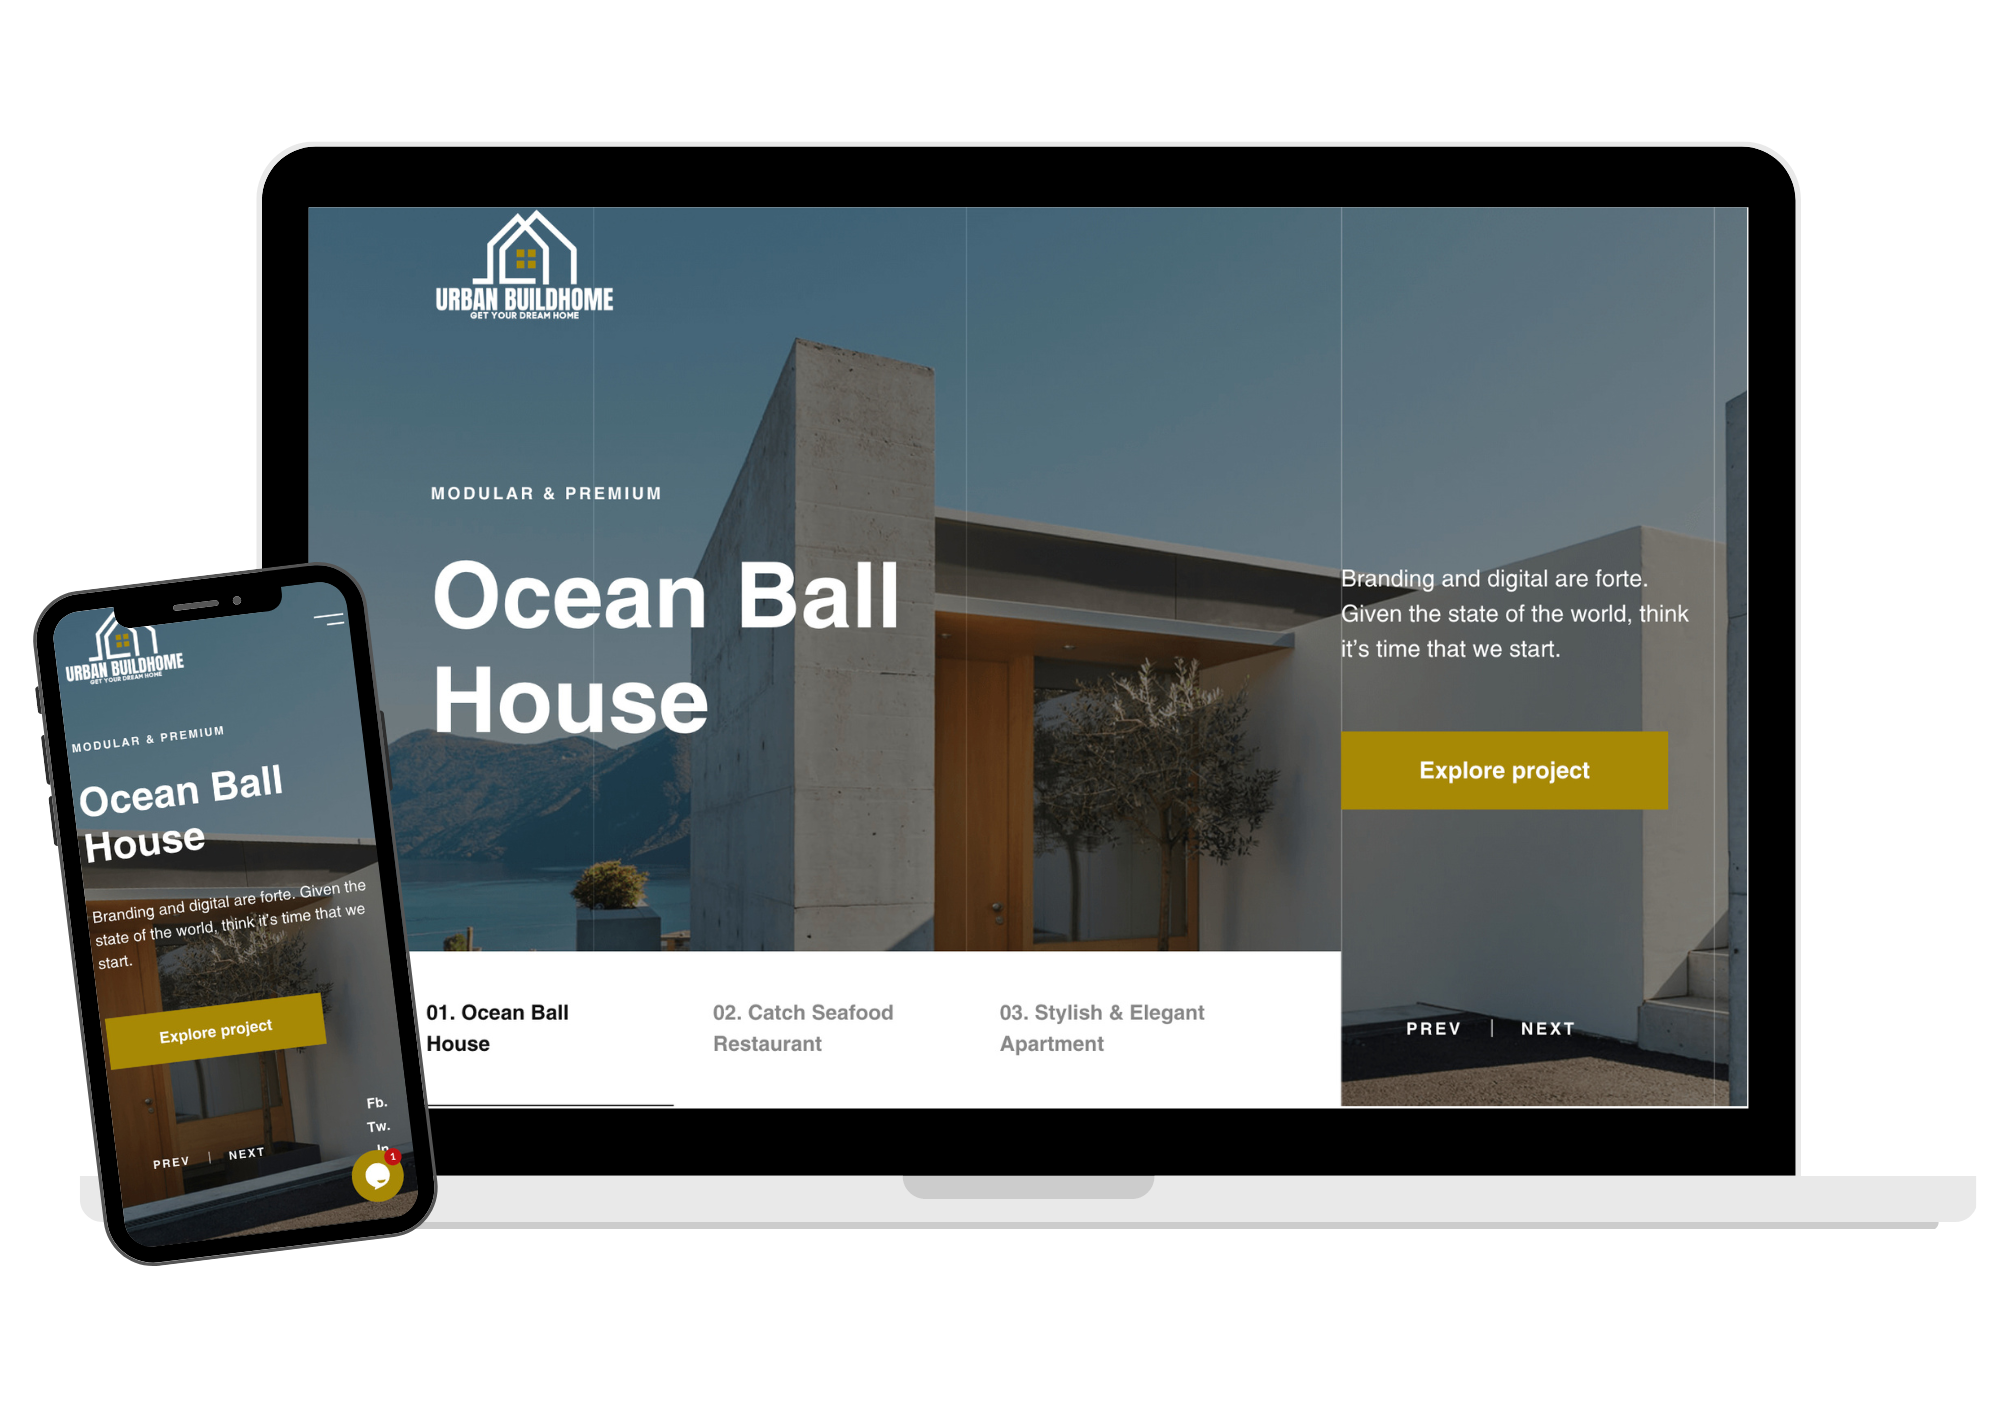 URBAN BUILDHOME
GET YOUR DREAM HOME
MODULAR & PREMIUM
Ocean Ball
House
Branding and digital are forte.
Given the state of the world, think
it's time that we start.
Explore project
01. Ocean Ball
House
02. Catch Seafood
Restaurant
03. Stylish & Elegant
Apartment
PREV | NEXT
URBAN BUILDHOME
GET YOUR DREAM HOME
MODULAR & PREMIUM
Ocean Ball
House
Branding and digital are forte. Given the
state of the world, think it's time that we
start.
Explore project
Fb.
Tw.
In
1
PREV | NEXT